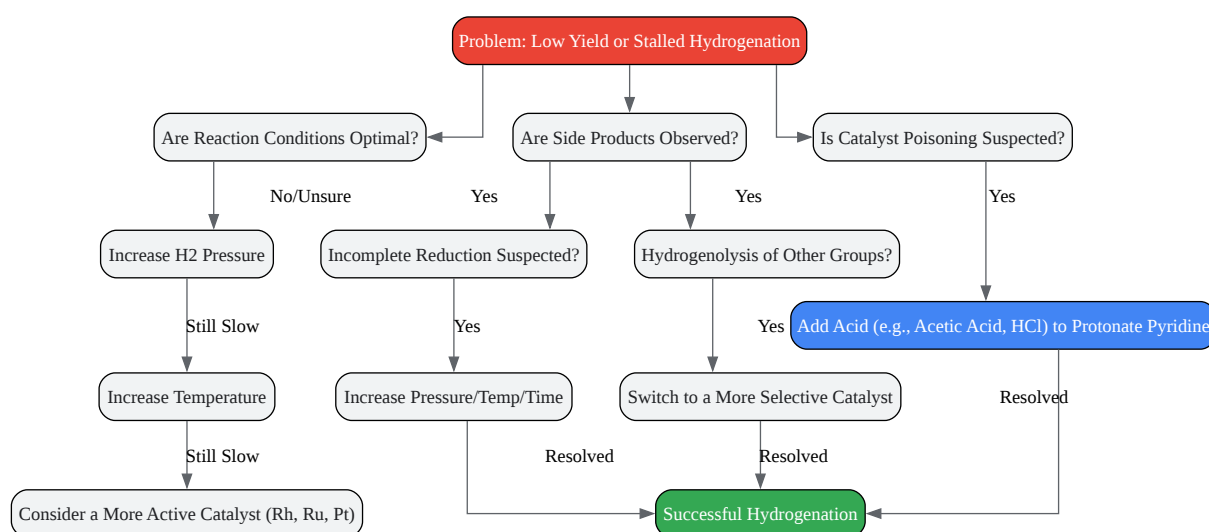 Problem: Low Yield or Stalled Hydrogenation
Are Reaction Conditions Optimal?
Are Side Products Observed?
Is Catalyst Poisoning Suspected?
No/Unsure
Yes
Yes
Yes
Increase H2 Pressure
Incomplete Reduction Suspected?
Hydrogenolysis of Other Groups?
Still Slow
Yes
Yes
Add Acid (e.g., Acetic Acid, HCl) to Protonate Pyridine
Increase Temperature
Increase Pressure/Temp/Time
Switch to a More Selective Catalyst
Resolved
Still Slow
Resolved
Resolved
Consider a More Active Catalyst (Rh, Ru, Pt)
Successful Hydrogenation